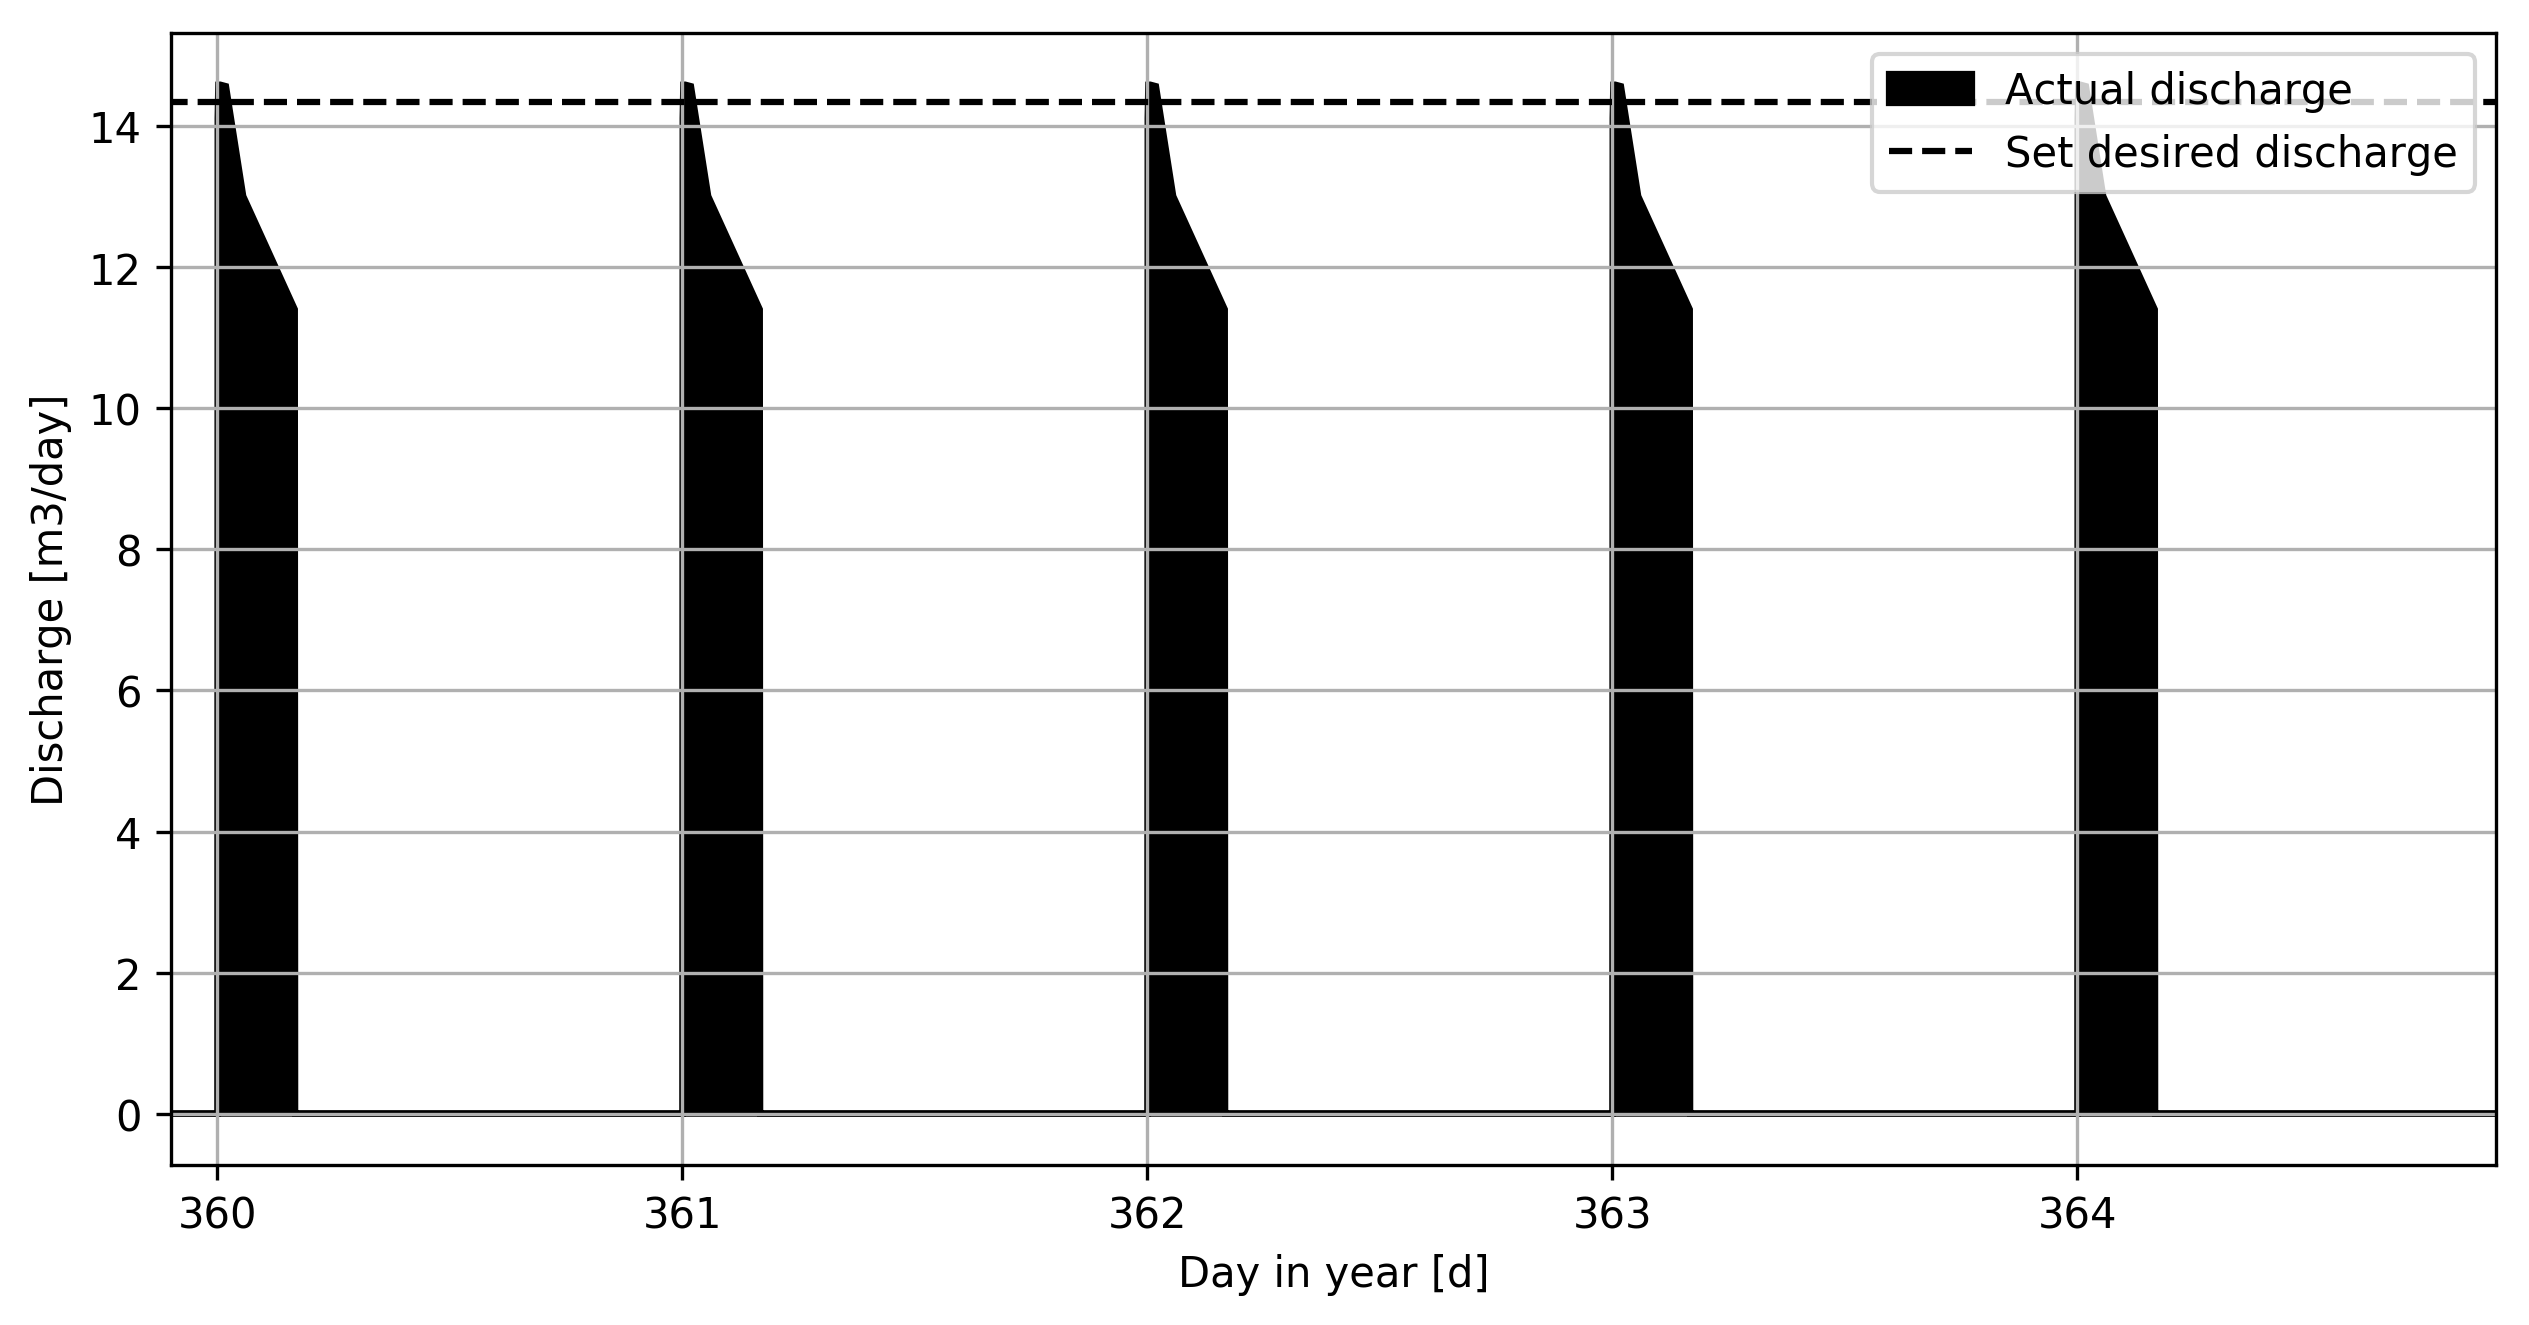 Actual discharge
Set desired discharge
14
12
10
8
6
4
2
0
Discharge [m3/day]
360 361 362 363 364
Day in year [d]